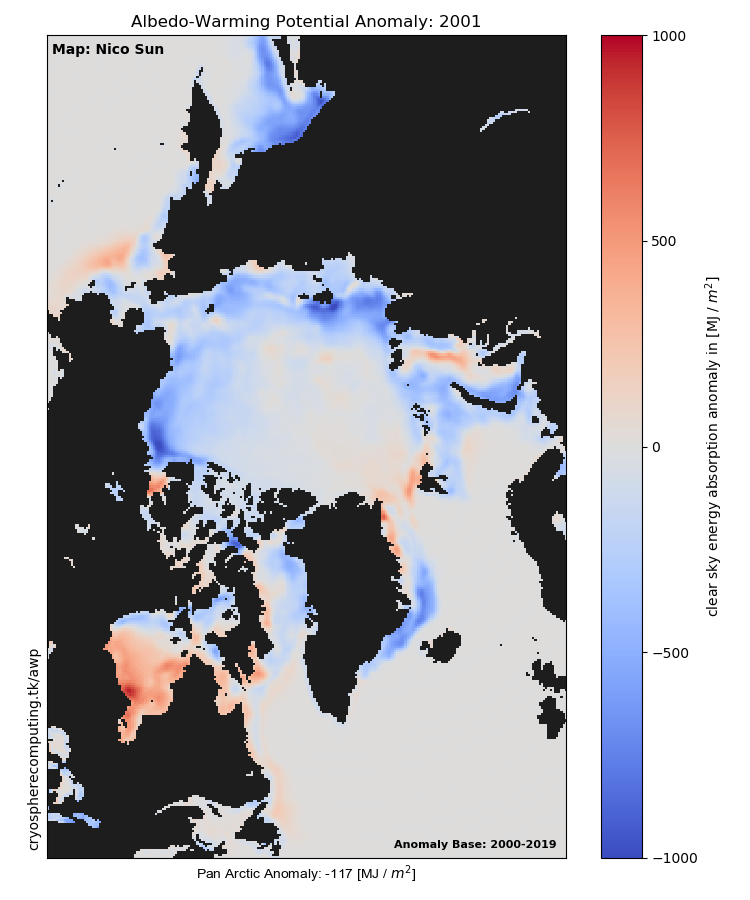 Albedo-Warming Potential Anomaly: 2001
Map: Nico Sun
1000
500
0
−500
−1000
clear sky energy absorption anomaly in [MJ / m²]
cryospherecomputing.tk/awp
Anomaly Base: 2000-2019
Pan Arctic Anomaly: -117 [MJ / m²]